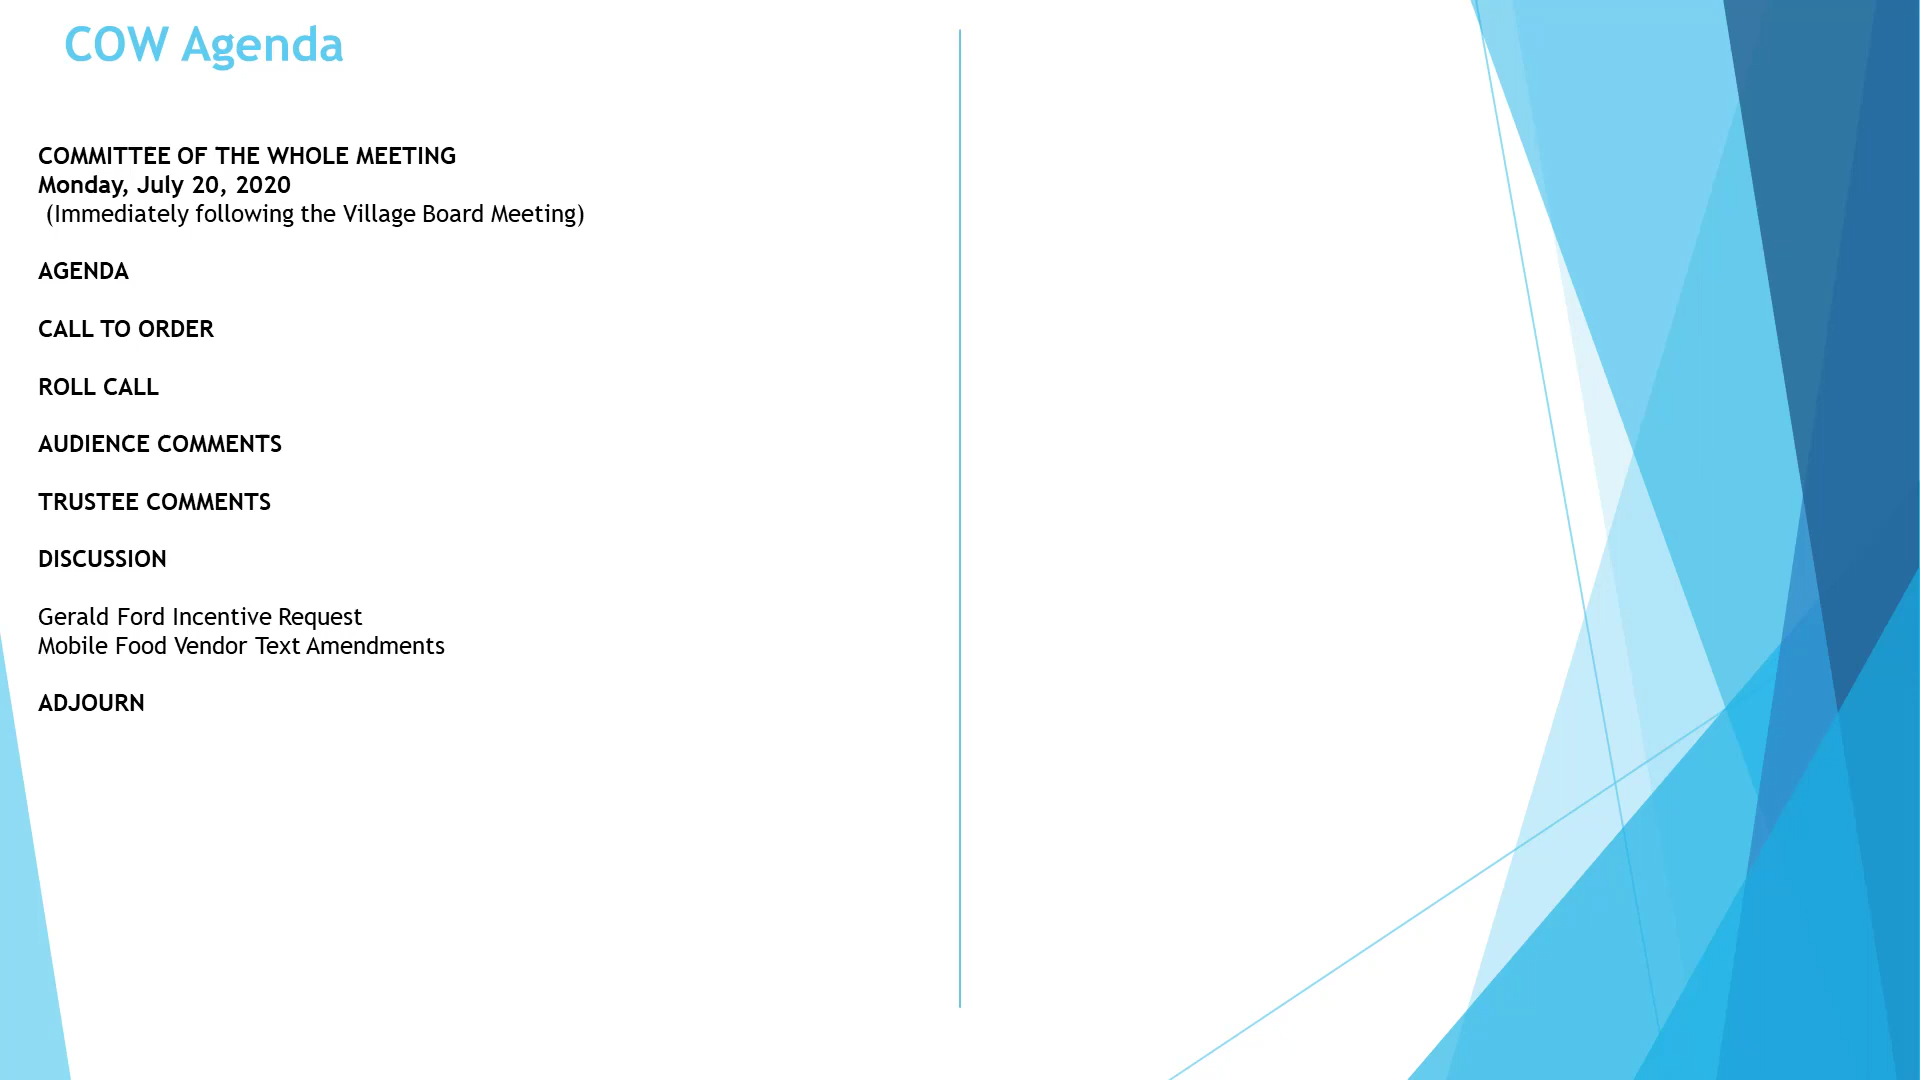 COW Agenda
COMMITTEE OF THE WHOLE MEETING
Monday, July 20, 2020
(Immediately following the Village Board Meeting)
AGENDA
CALL TO ORDER
ROLL CALL
AUDIENCE COMMENTS
TRUSTEE COMMENTS
DISCUSSION
Gerald Ford Incentive Request
Mobile Food Vendor Text Amendments
ADJOURN